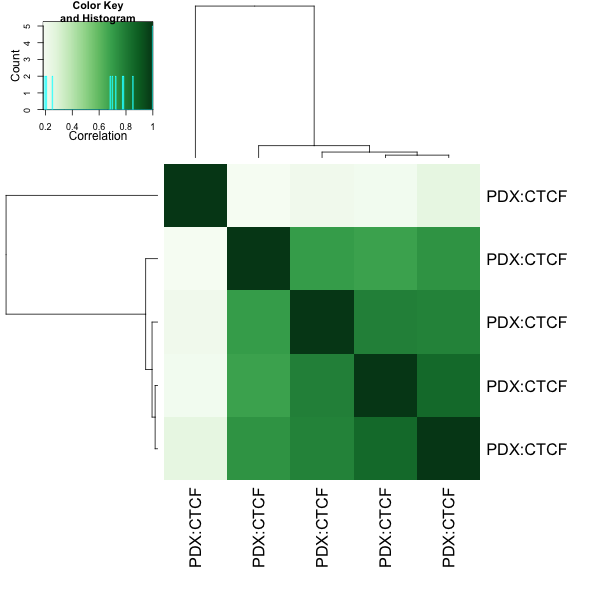 Color Key
and Histogram
Count
0 1 2 3 4 5
0.2 0.4 0.6 0.8 1
Correlation
PDX:CTCF
PDX:CTCF
PDX:CTCF
PDX:CTCF
PDX:CTCF
PDX:CTCF
PDX:CTCF
PDX:CTCF
PDX:CTCF
PDX:CTCF